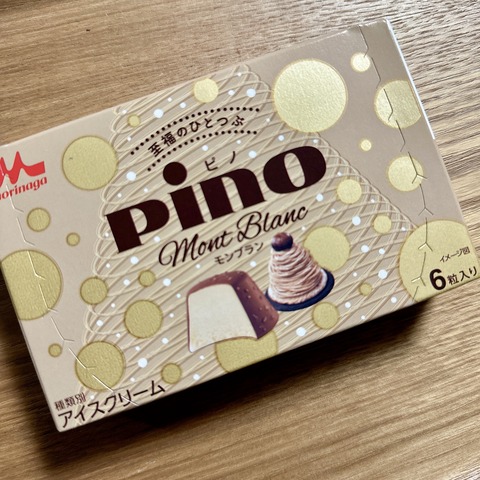 至福のひとつぶ
ピノ
pino
Mont Blanc
モンブラン
morinaga
イメージ図
6粒入り
種類別
アイスクリーム